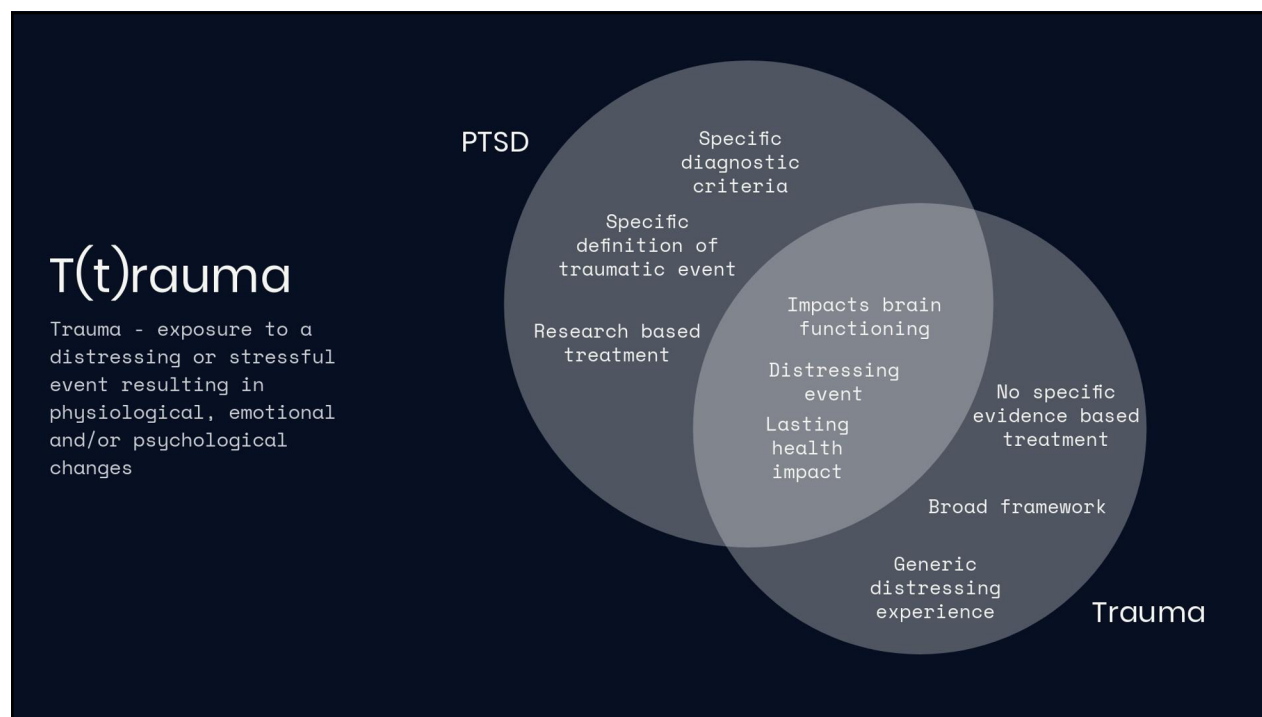 T(t)rauma
Trauma - exposure to a
distressing or stressful
event resulting in
physiological, emotional
and/or psychological
changes
PTSD
Specific
diagnostic
criteria
Specific
definition of
traumatic event
Research based
treatment
Impacts brain
functioning
Distressing
event
Lasting
health
impact
No specific
evidence based
treatment
Broad framework
Generic
distressing
experience
Trauma